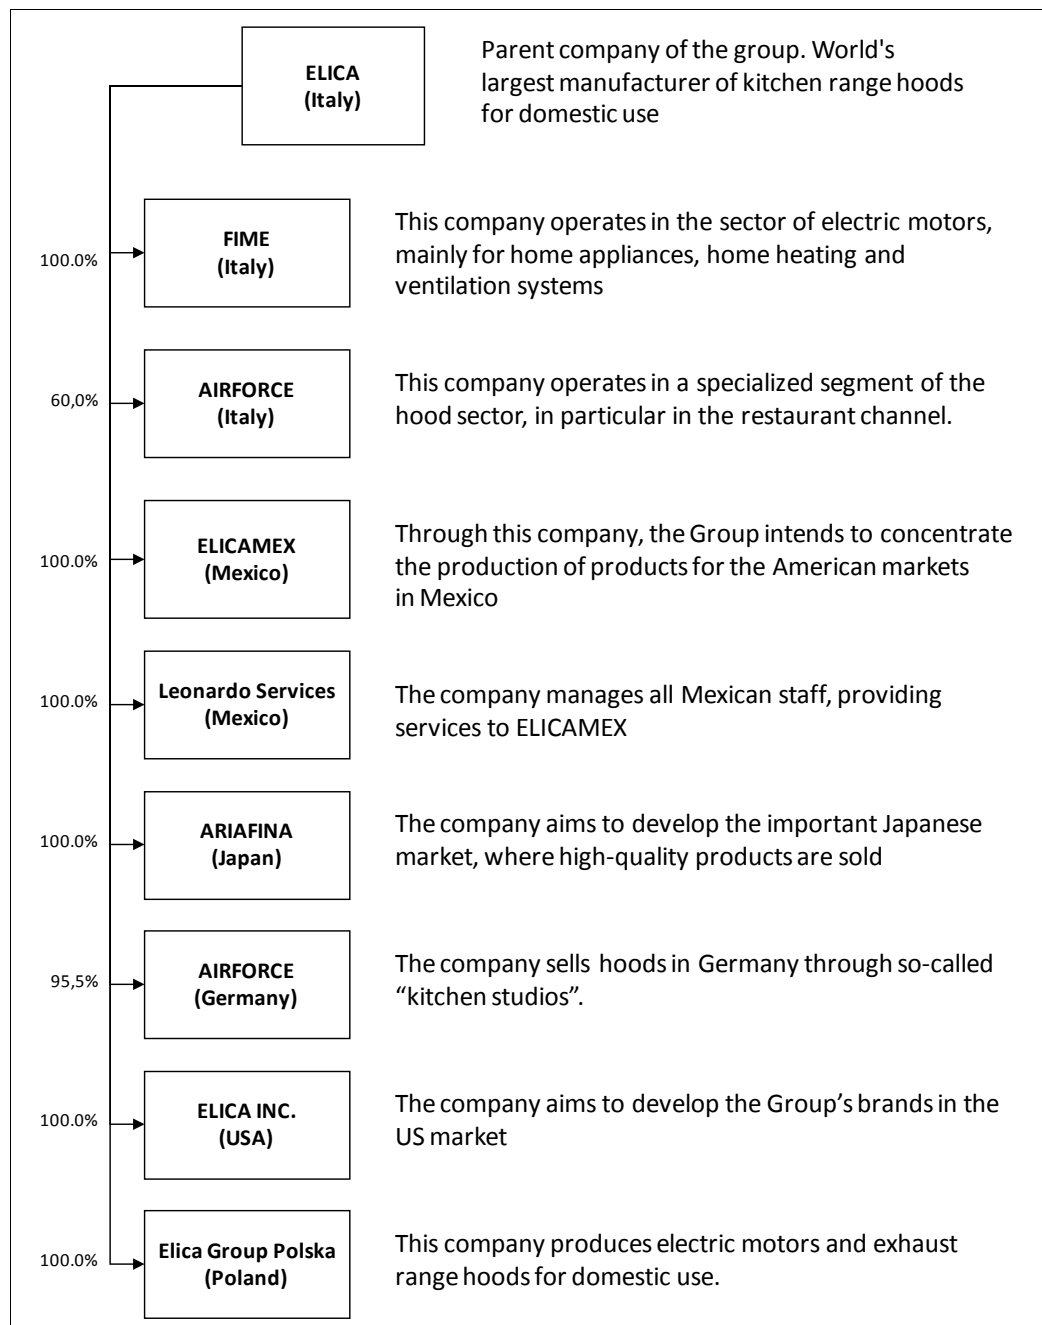 ELICA
(Italy)
Parent company of the group. World's
largest manufacturer of kitchen range hoods
for domestic use
100.0%
FIME
(Italy)
This company operates in the sector of electric motors,
mainly for home appliances, home heating and
ventilation systems
60,0%
AIRFORCE
(Italy)
This company operates in a specialized segment of the
hood sector, in particular in the restaurant channel.
100.0%
ELICAMEX
(Mexico)
Through this company, the Group intends to concentrate
the production of products for the American markets
in Mexico
100.0%
Leonardo Services
(Mexico)
The company manages all Mexican staff, providing
services to ELICAMEX
100.0%
ARIAFINA
(Japan)
The company aims to develop the important Japanese
market, where high-quality products are sold
95,5%
AIRFORCE
(Germany)
The company sells hoods in Germany through so-called
“kitchen studios”.
100.0%
ELICA INC.
(USA)
The company aims to develop the Group’s brands in the
US market
100.0%
Elica Group Polska
(Poland)
This company produces electric motors and exhaust
range hoods for domestic use.